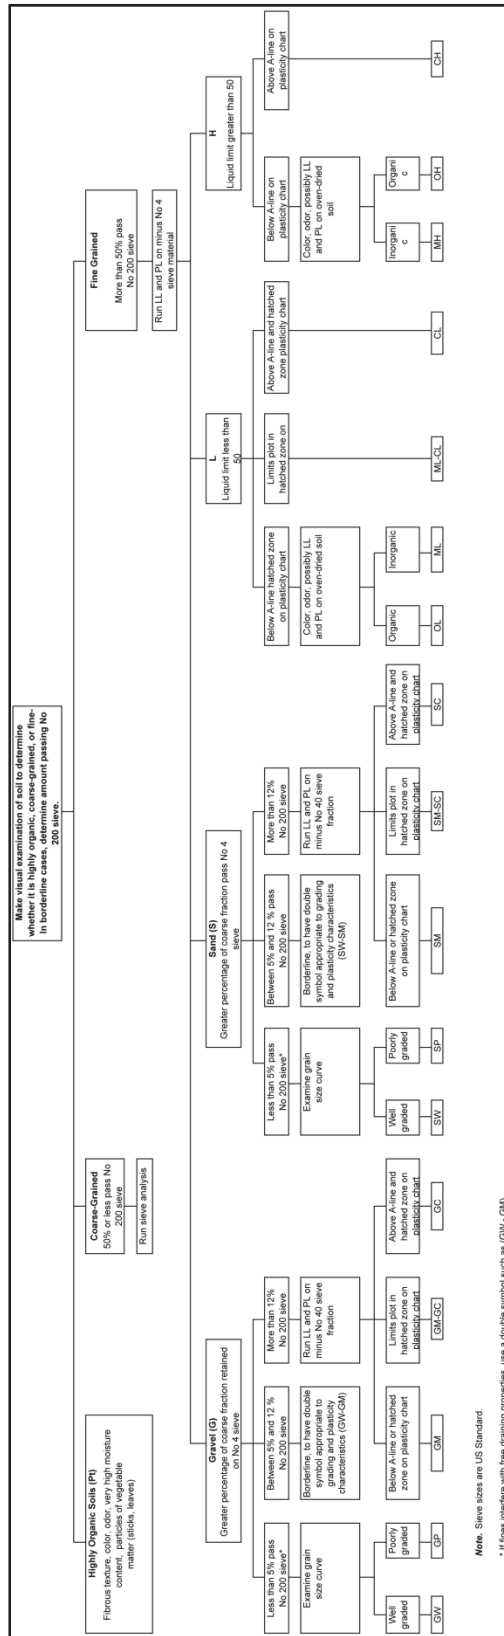 Make visual examination of soil to determine
whether it is highly organic, coarse-grained, or fine-
In borderline cases, determine amount passing No
200 sieve.
Highly Organic Soils (Pt)
Fibrous texture, color, odor, very high moisture
content, particles of vegetable
matter (sticks, leaves)
Coarse-Grained
50% or less pass No
200 sieve
Run sieve analysis
Fine Grained
More than 50% pass
No 200 sieve
Run LL and PL on minus No 4
sieve material
Gravel (G)
Greater percentage of coarse fraction retained
on No 4 sieve
Sand (S)
Greater percentage of coarse fraction pass No 4
sieve
L
Liquid limit less than
50
H
Liquid limit greater than 50
Less than 5% pass
No 200 sieve*
Between 5% and 12 %
No 200 sieve
More than 12%
No 200 sieve
Less than 5% pass
No 200 sieve*
Between 5% and 12 % pass
No 200 sieve
More than 12%
No 200 sieve
Below A-line hatched zone
on plasticity chart
Limits plot in
hatched zone on
Above A-line and hatched
zone plasticity chart
Below A-line on
plasticity chart
Above A-line on
plasticity chart
Examine grain
size curve
Borderline, to have double
symbol appropriate to
grading and plasticity
characteristics (GW-GM)
Run LL and PL on
minus No 40 sieve
fraction
Examine grain
size curve
Borderline, to have double
symbol appropriate to grading
and plasticity characteristics
(SW-SM)
Run LL and PL on
minus No 40 sieve
fraction
Color, odor, possibly LL
and PL on oven-dried soil
Color, odor, possibly LL
and PL on oven-dried
soil
Well
graded
Poorly
graded
Below A-line or hatched
zone on plasticity chart
Limits plot in
hatched zone on
plasticity chart
Above A-line and
hatched zone on
plasticity chart
Well
graded
Poorly
graded
Below A-line or hatched zone
on plasticity chart
Limits plot in
hatched zone on
plasticity chart
Above A-line and
hatched zone on
plasticity chart
Organic
Inorganic
Inorgani
c
Organi
c
GW
GP
GM
GM-GC
GC
SW
SP
SM
SM-SC
SC
OL
ML
ML-CL
CL
MH
OH
CH
Note. Sieve sizes are US Standard.
* If fines interfere with free draining properties, use a double symbol such as (GW - GM)